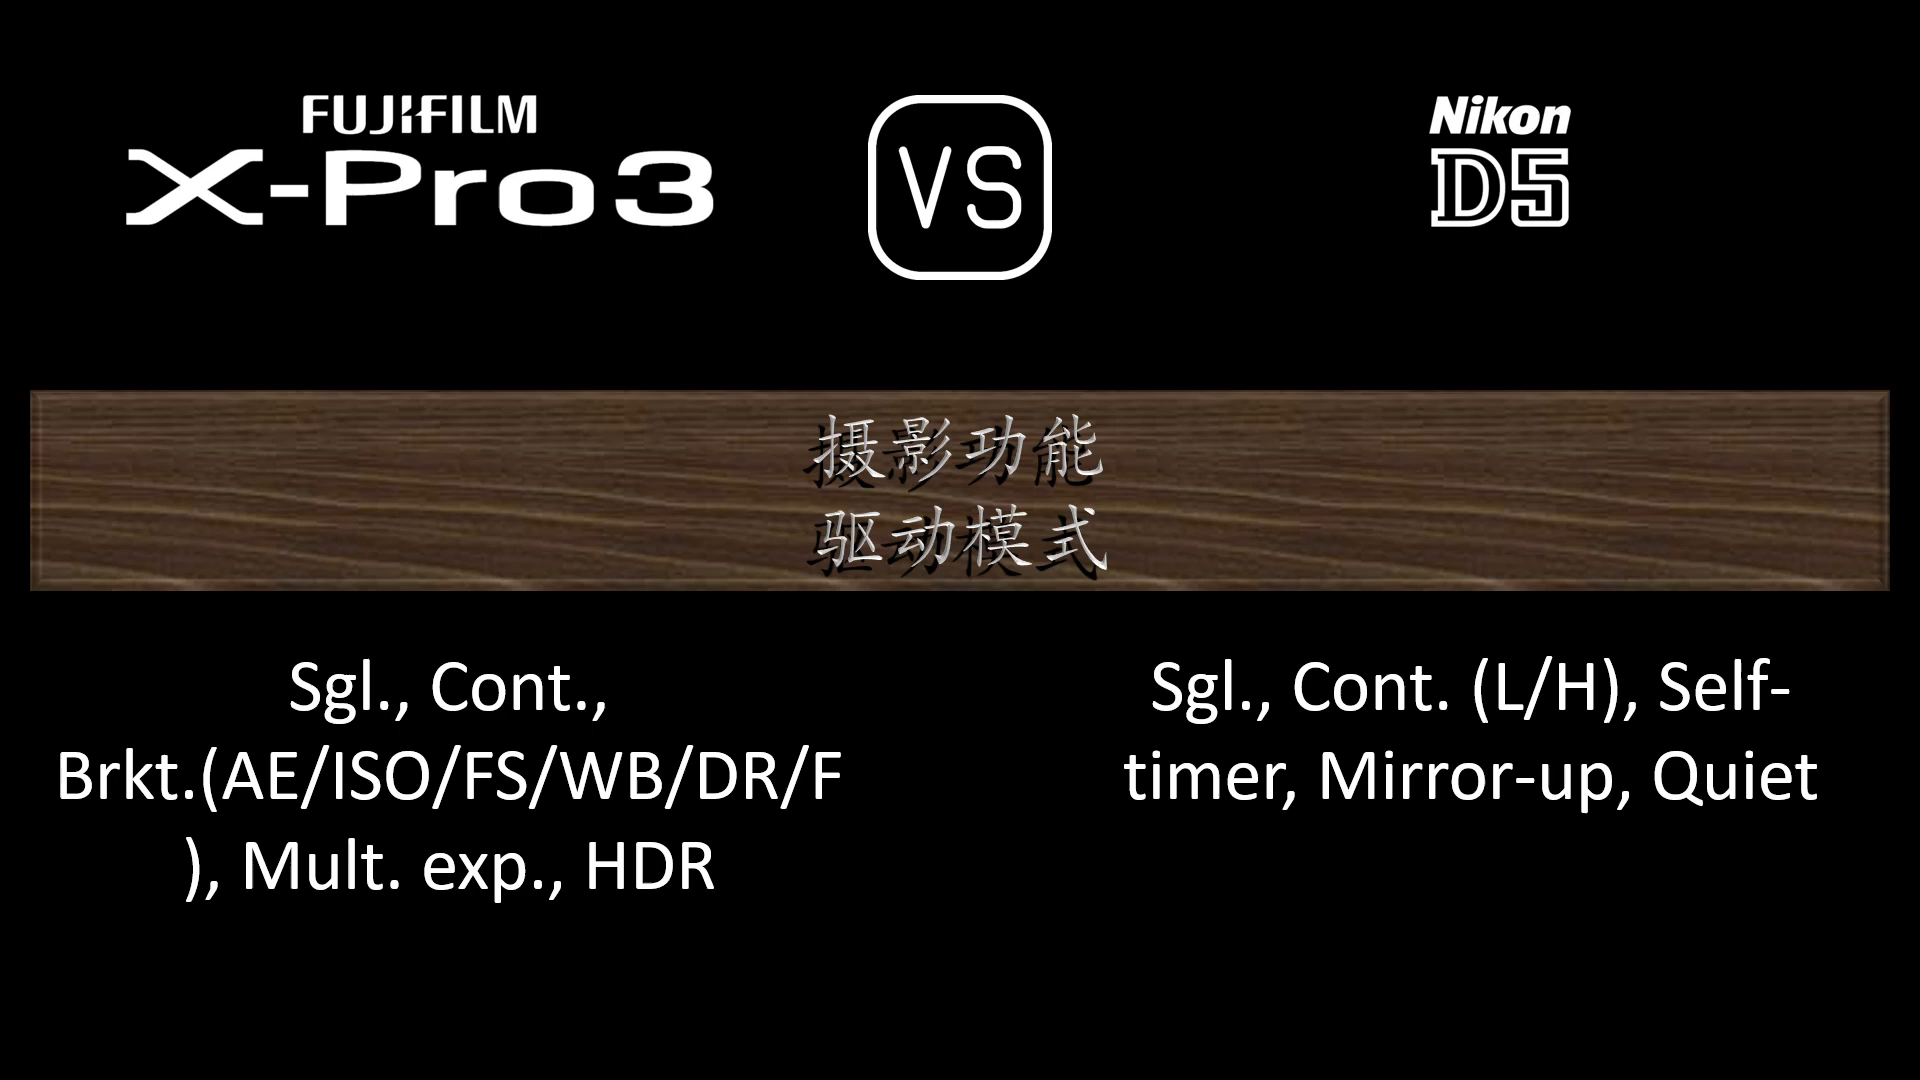 FUJIFILM
X-Pro3
VS
Nikon
D5
摄影功能
驱动模式
Sgl., Cont.,
Brkt.(AE/ISO/FS/WB/DR/F
), Mult. exp., HDR
Sgl., Cont. (L/H), Self-
timer, Mirror-up, Quiet